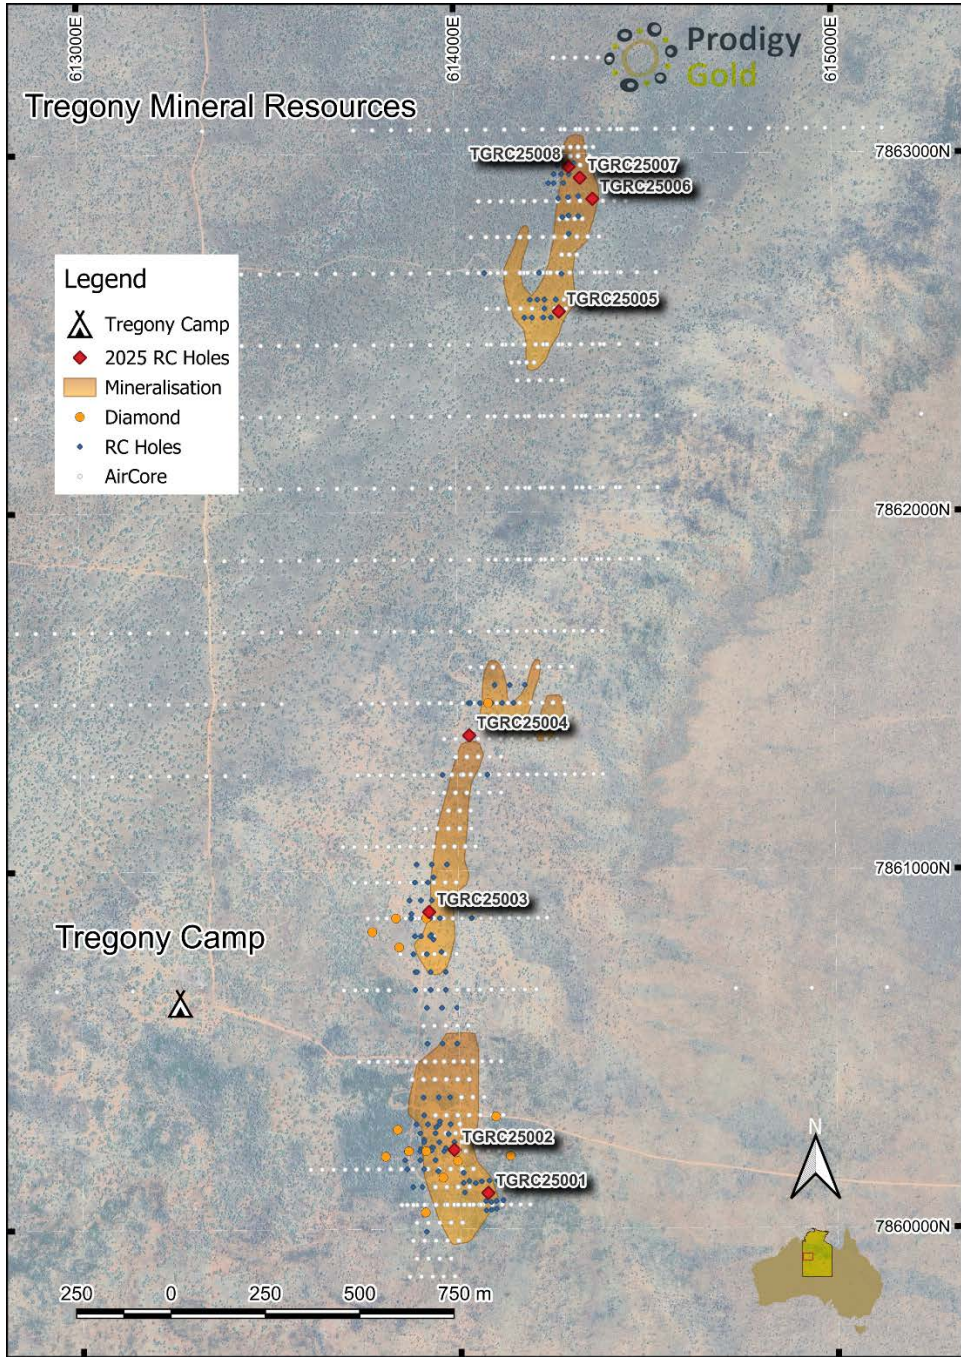 613000E
614000E
615000E
Prodigy
Gold
Tregony Mineral Resources
7863000N
TGRC25008
TGRC25007
TGRC25006
Legend
Tregony Camp
2025 RC Holes
Mineralisation
Diamond
RC Holes
AirCore
TGRC25005
7862000N
TGRC25004
7861000N
TGRC25003
Tregony Camp
TGRC25002
N
TGRC25001
7860000N
250 0 250 500 750 m